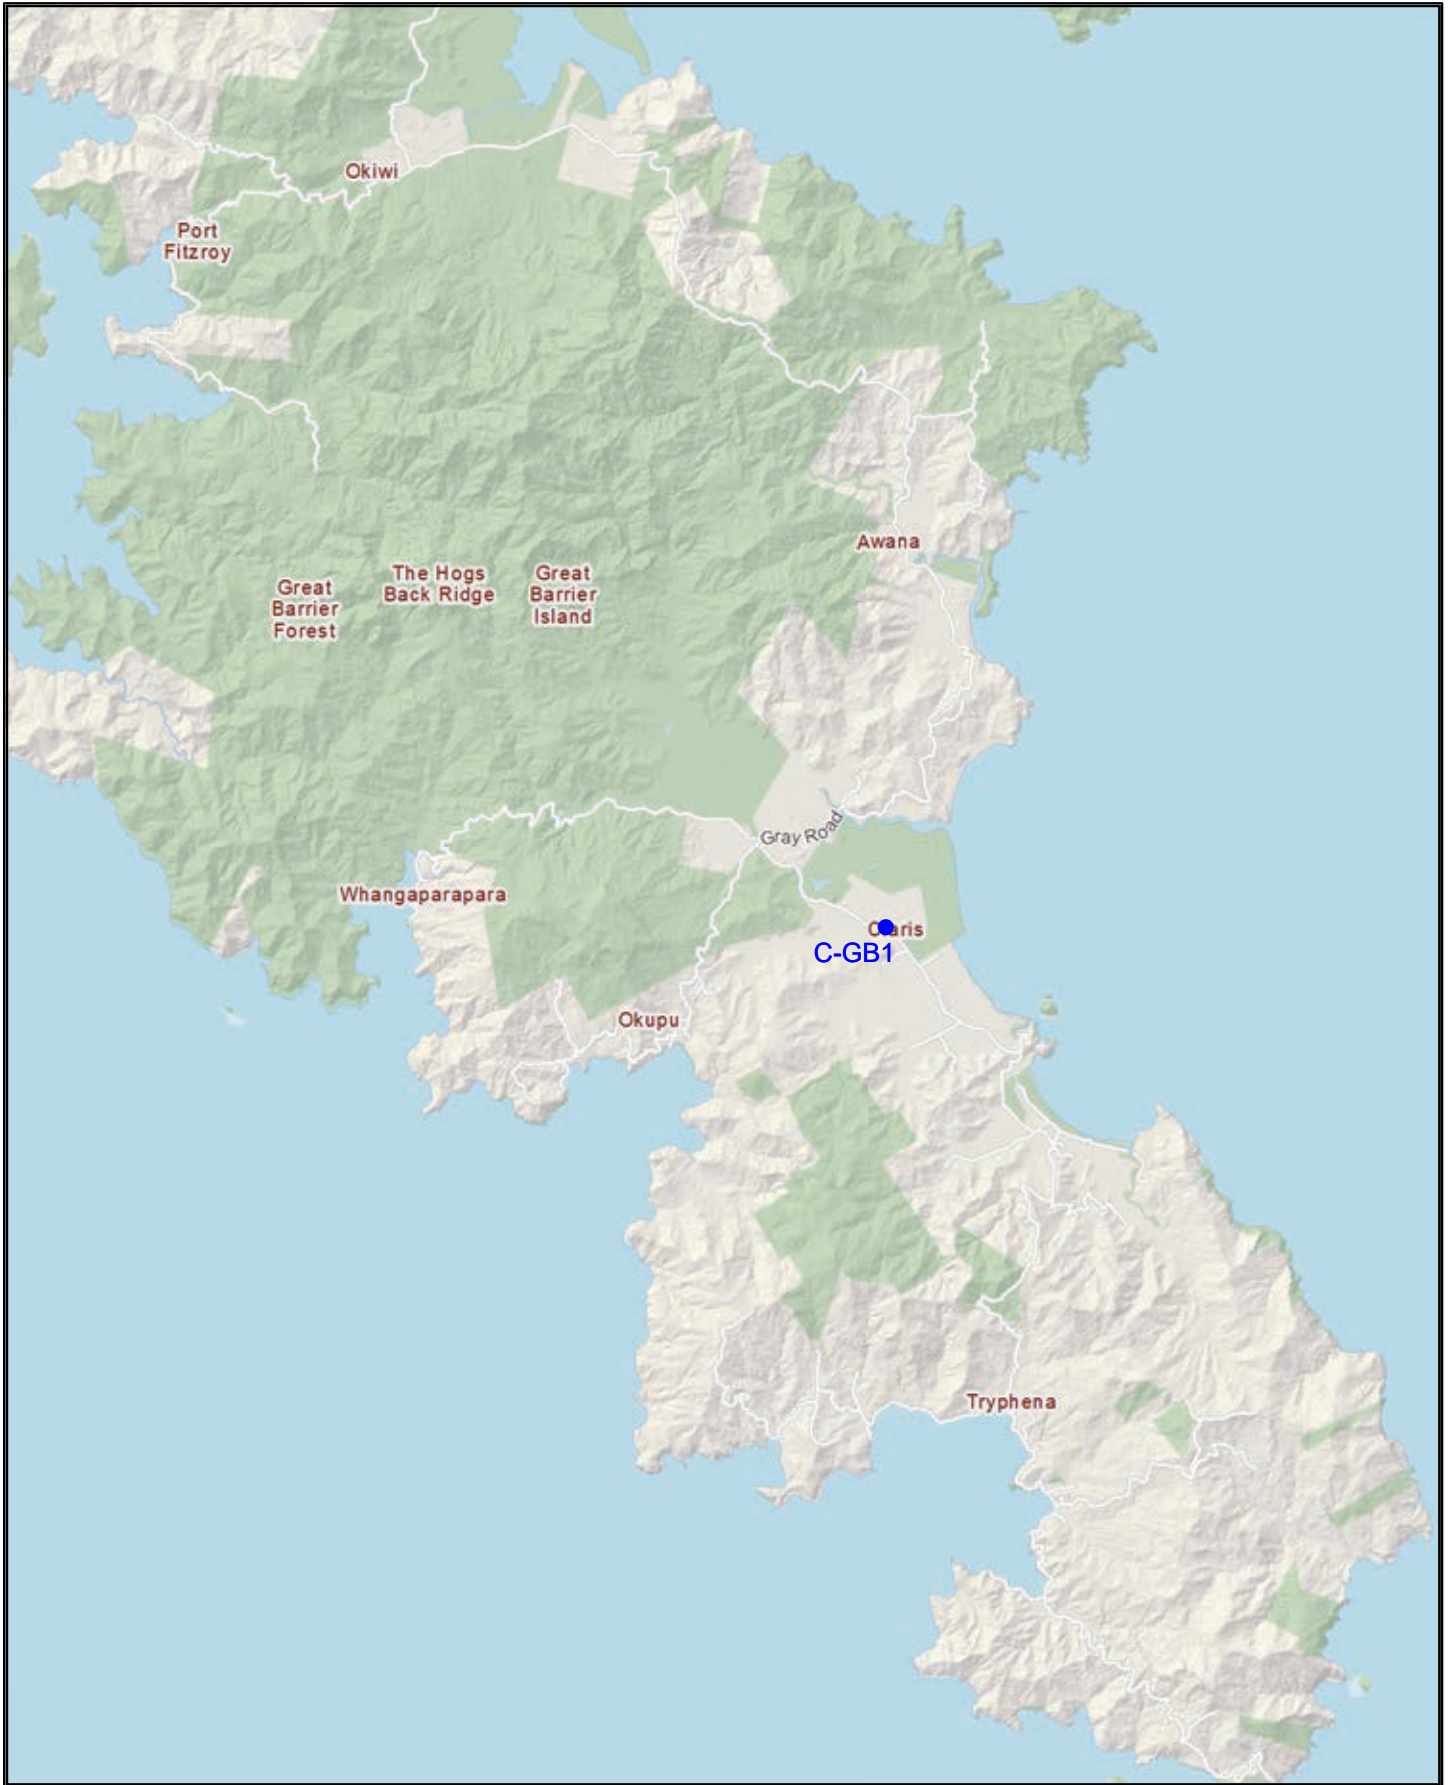 Okiwi
Port
Fitzroy
Awana
The Hogs
Back Ridge
Great
Barrier
Island
Great
Barrier
Forest
Gray Road
Whangaparapara
Claris
C-GB1
Okupu
Tryphena